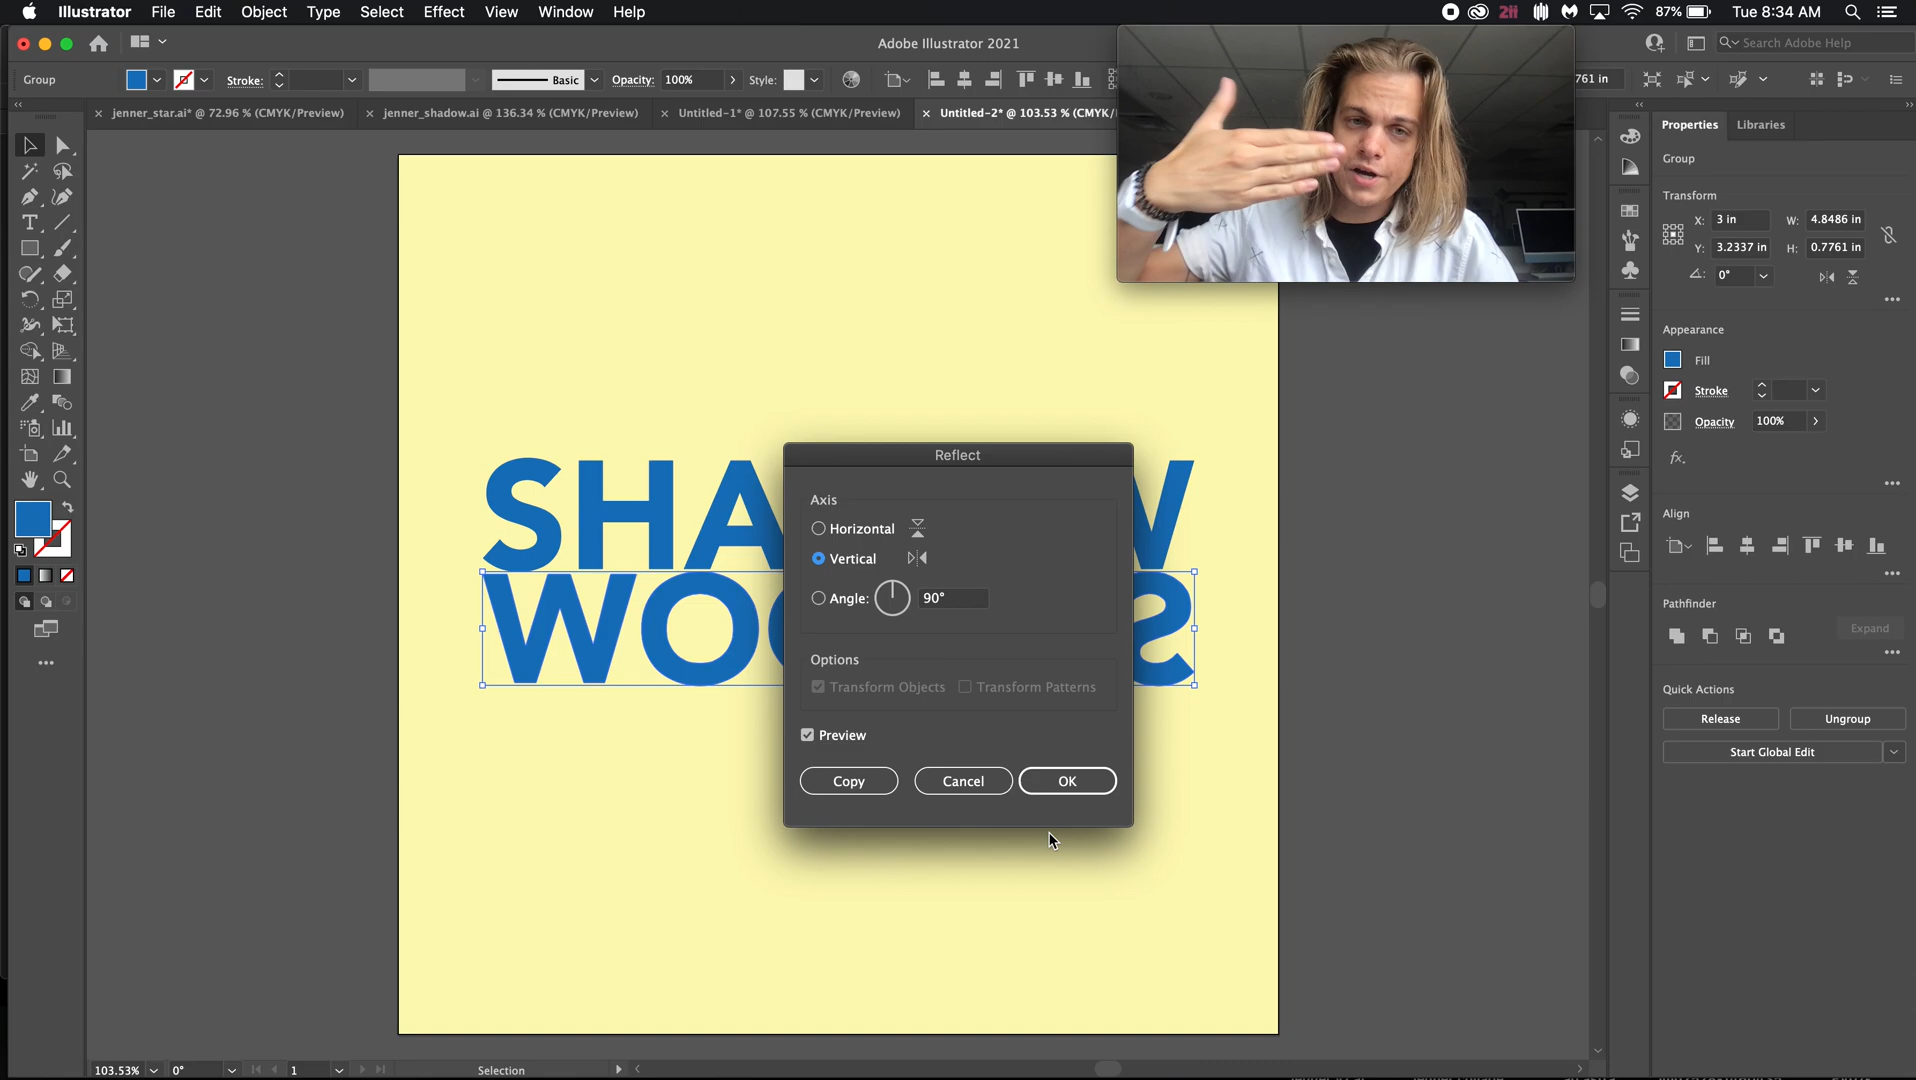 Illustrator File Edit Object Type Select Effect View Window Help
87% Tue 8:34 AM
Adobe Illustrator 2021
Search Adobe Help
Group Stroke: Basic Opacity: 100% Style: 761 in
× jenner_star.ai* @ 72.96 % (CMYK/Preview) × jenner_shadow.ai @ 136.34 % (CMYK/Preview) × Untitled-1* @ 107.55 % (CMYK/Preview) × Untitled-2* @ 103.53 % (CMYK/
Properties Libraries
Group
Transform
X: 3 in W: 4.8486 in
Y: 3.2337 in H: 0.7761 in
0°
Appearance
Fill
Stroke
Opacity 100%
fx.
Align
Pathfinder
Expand
Quick Actions
Release Ungroup
Start Global Edit
SHA W
WO S
Reflect
Axis
Horizontal
Vertical
Angle: 90°
Options
Transform Objects Transform Patterns
Preview
Copy Cancel OK
103.53% 0° 1 Selection